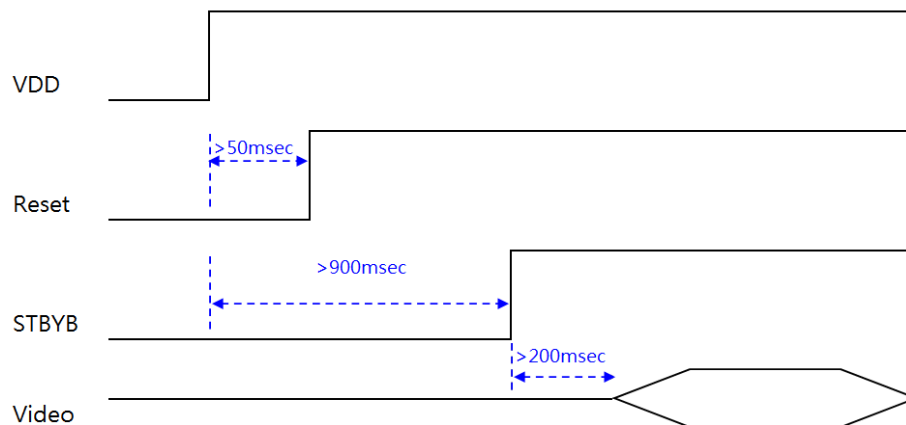 VDD
>50msec
Reset
>900msec
STBYB
>200msec
Video